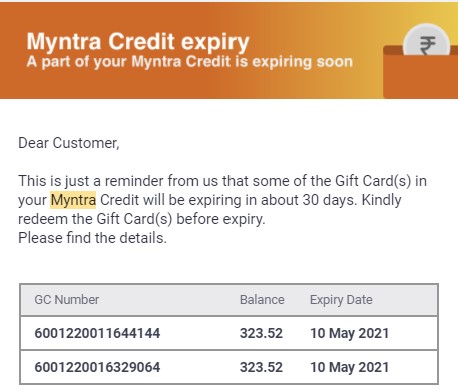 Myntra Credit expiry
A part of your Myntra Credit is expiring soon
₹
Dear Customer,
This is just a reminder from us that some of the Gift Card(s) in
your Myntra Credit will be expiring in about 30 days. Kindly
redeem the Gift Card(s) before expiry.
Please find the details.
GC Number Balance Expiry Date
6001220011644144 323.52 10 May 2021
6001220016329064 323.52 10 May 2021